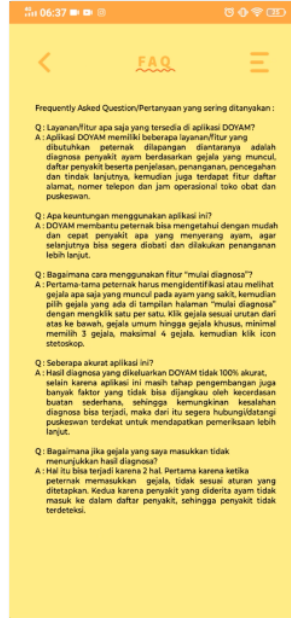 06:37
FAQ
Frequently Asked Question/Pertanyaan yang sering ditanyakan :
Q : Layanan/fitur apa saja yang tersedia di aplikasi DOYAM?
A : Aplikasi DOYAM memiliki beberapa layanan/fitur yang
dibutuhkan peternak dilapangan diantaranya adalah
diagnosa penyakit ayam berdasarkan gejala yang muncul,
daftar penyakit beserta penjelasan, penanganan, pencegahan
dan tindak lanjutnya, kemudian juga terdapat fitur daftar
alamat, nomer telepon dan jam operasional toko obat dan
puskeswan.
Q : Apa keuntungan menggunakan aplikasi ini?
A : DOYAM membantu peternak bisa mengetahui dengan mudah
dan cepat penyakit apa yang menyerang ayam, agar
selanjutnya bisa segera diobati dan dilakukan penanganan
lebih lanjut.
Q : Bagaimana cara menggunakan fitur "mulai diagnosa"?
A : Pertama-tama peternak harus mengidentifikasi atau melihat
gejala apa saja yang muncul pada ayam yang sakit, kemudian
pilih gejala yang ada di tampilan halaman "mulai diagnosa"
dengan mengklik satu per satu. Klik gejala sesuai urutan dari
atas ke bawah, gejala umum hingga gejala khusus, minimal
memilih 3 gejala, maksimal 4 gejala. kemudian klik icon
stetoskop.
Q : Seberapa akurat aplikasi ini?
A : Hasil diagnosa yang dikeluarkan DOYAM tidak 100% akurat,
selain karena aplikasi ini masih tahap pengembangan juga
banyak faktor yang tidak bisa dijangkau oleh kecerdasan
buatan sederhana, sehingga kemungkinan kesalahan
diagnosa bisa terjadi, maka dari itu segera hubungi/datangi
puskeswan terdekat untuk mendapatkan pemeriksaan lebih
lanjut.
Q : Bagaimana jika gejala yang saya masukkan tidak
menunjukkan hasil diagnosa?
A : Hal itu bisa terjadi karena 2 hal. Pertama karena ketika
peternak memasukkan gejala, tidak sesuai aturan yang
ditetapkan. Kedua karena penyakit yang diderita ayam tidak
masuk ke dalam daftar penyakit, sehingga penyakit tidak
terdeteksi.